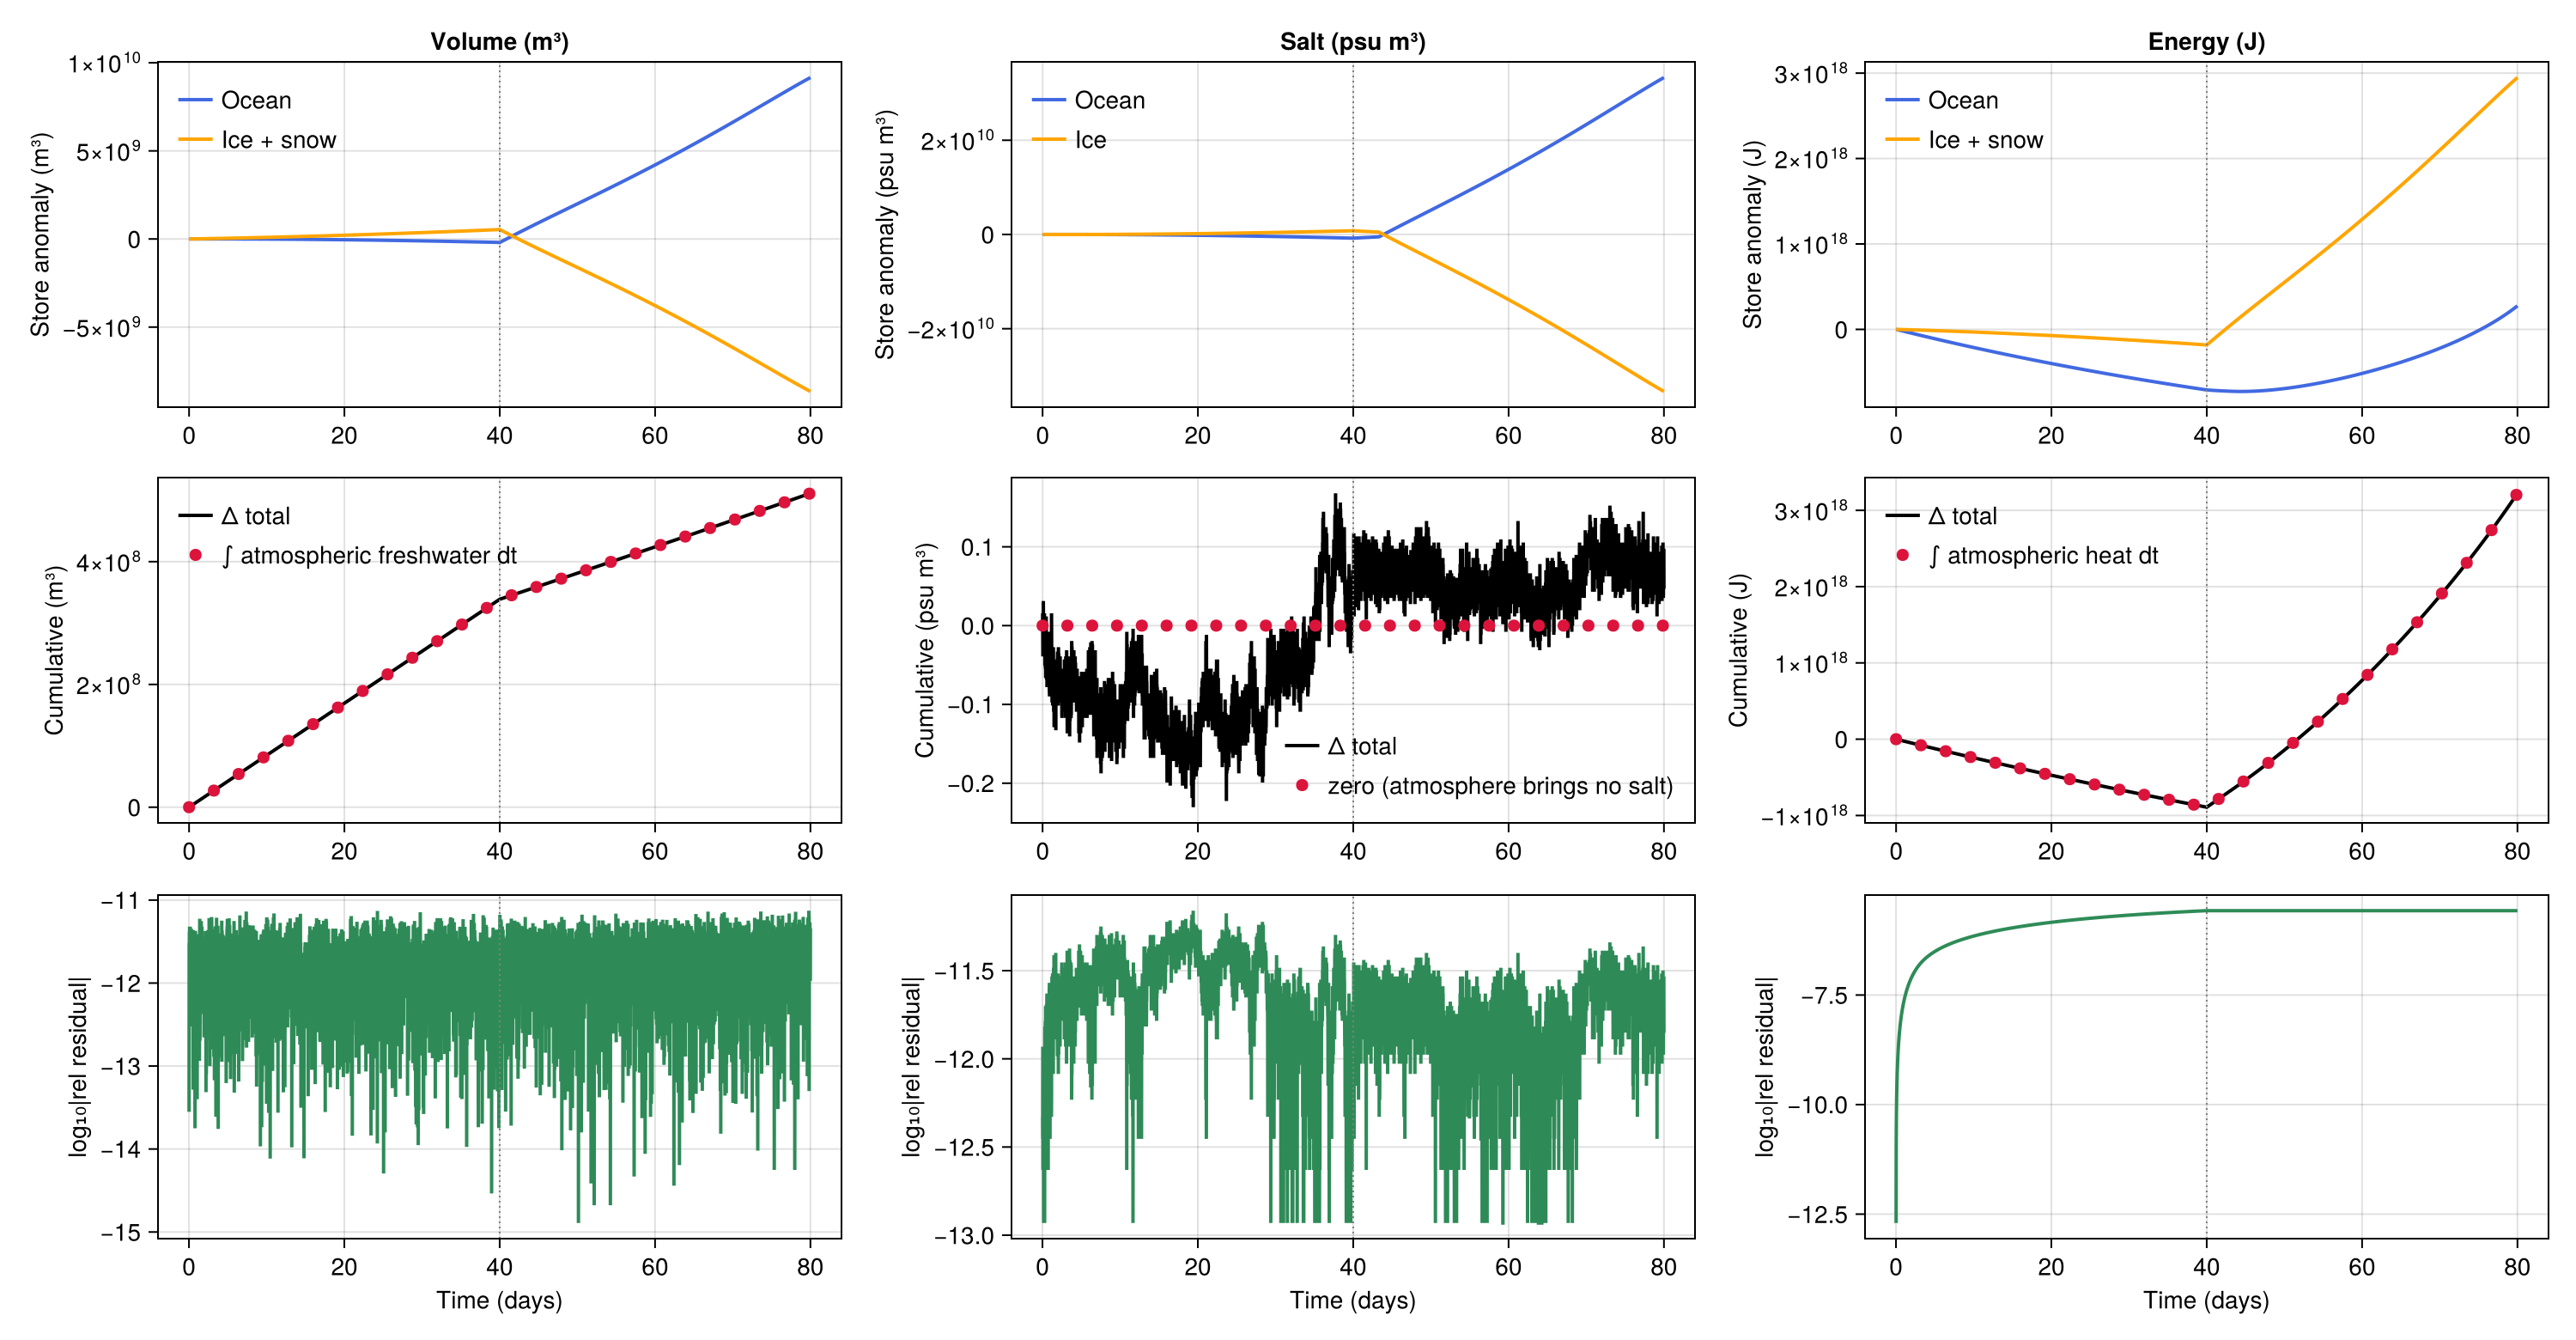 Volume (m³)
Salt (psu m³)
Energy (J)
Store anomaly (m³)
1×10¹⁰
5×10⁹
0
−5×10⁹
Ocean
Ice + snow
0 20 40 60 80
Store anomaly (psu m³)
2×10¹⁰
0
−2×10¹⁰
Ocean
Ice
0 20 40 60 80
Store anomaly (J)
3×10¹⁸
2×10¹⁸
1×10¹⁸
0
Ocean
Ice + snow
0 20 40 60 80
Cumulative (m³)
4×10⁸
2×10⁸
0
Δ total
∫ atmospheric freshwater dt
0 20 40 60 80
Cumulative (psu m³)
0.1
0.0
−0.1
−0.2
Δ total
zero (atmosphere brings no salt)
0 20 40 60 80
Cumulative (J)
3×10¹⁸
2×10¹⁸
1×10¹⁸
0
−1×10¹⁸
Δ total
∫ atmospheric heat dt
0 20 40 60 80
log₁₀|rel residual|
−11
−12
−13
−14
−15
0 20 40 60 80
Time (days)
log₁₀|rel residual|
−11.5
−12.0
−12.5
−13.0
0 20 40 60 80
Time (days)
log₁₀|rel residual|
−7.5
−10.0
−12.5
0 20 40 60 80
Time (days)